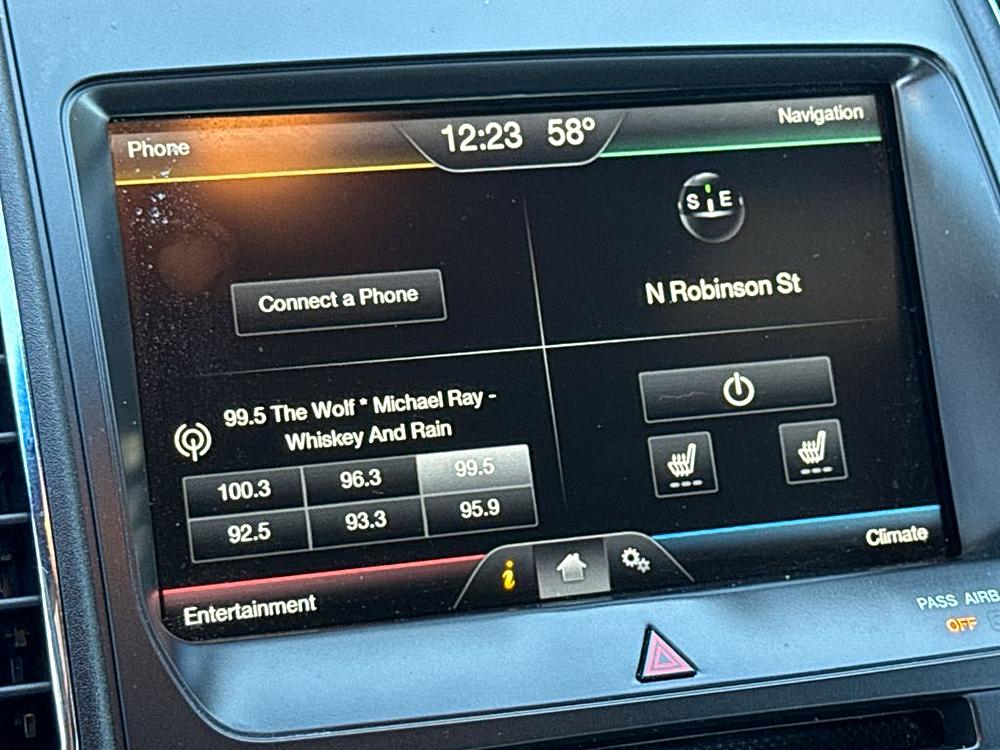 Phone
12:23 58°
Navigation
S E
Connect a Phone
N Robinson St
99.5 The Wolf * Michael Ray -
Whiskey And Rain
100.3 96.3 99.5
92.5 93.3 95.9
i
Climate
Entertainment
PASS AIRB
OFF